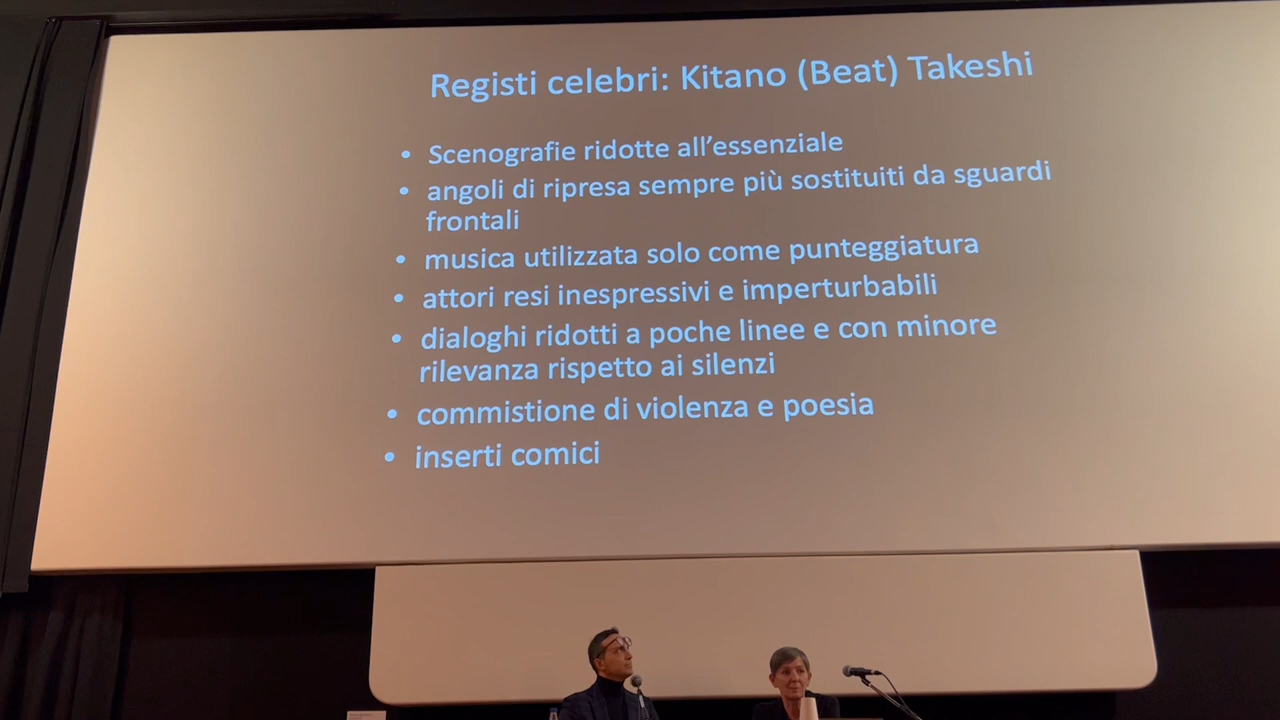 Registi celebri: Kitano (Beat) Takeshi
• Scenografie ridotte all'essenziale
• angoli di ripresa sempre più sostituiti da sguardi
frontali
• musica utilizzata solo come punteggiatura
• attori resi inespressivi e imperturbabili
• dialoghi ridotti a poche linee e con minore
rilevanza rispetto ai silenzi
• commistione di violenza e poesia
• inserti comici